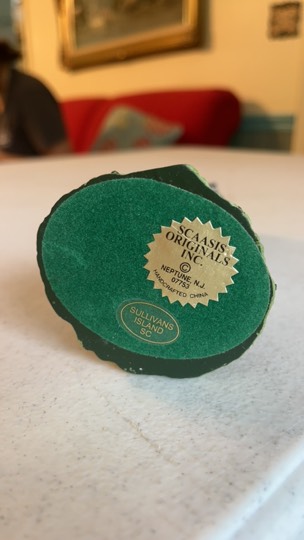 SCAASIS
ORIGINALS
INC.
©
NEPTUNE, N.J.
07753
HANDCRAFTED CHINA
SULLIVANS
ISLAND
SC